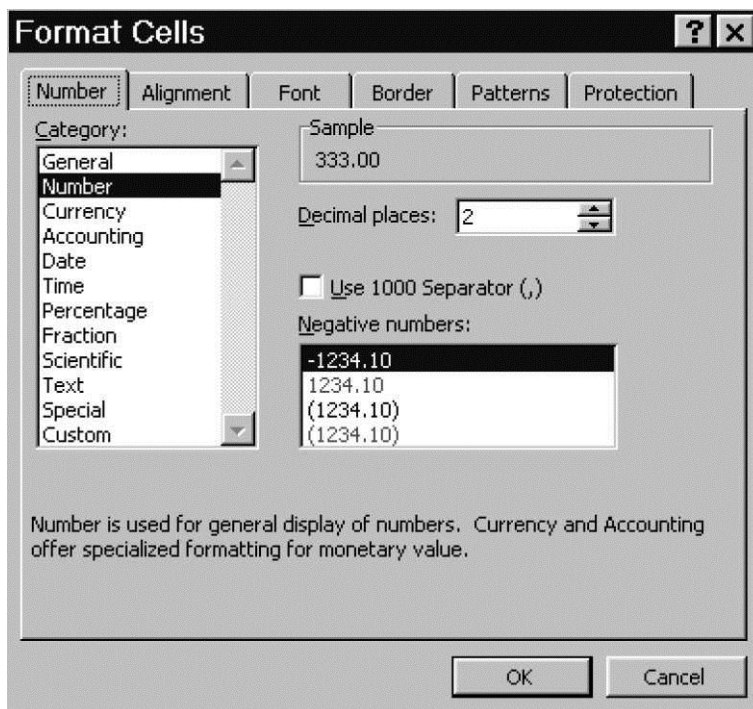 Format Cells
Number Alignment Font Border Patterns Protection
Category:
General
Number
Currency
Accounting
Date
Time
Percentage
Fraction
Scientific
Text
Special
Custom
Sample
333.00
Decimal places: 2
Use 1000 Separator (,)
Negative numbers:
-1234.10
1234.10
(1234.10)
(1234.10)
Number is used for general display of numbers. Currency and Accounting
offer specialized formatting for monetary value.
OK Cancel